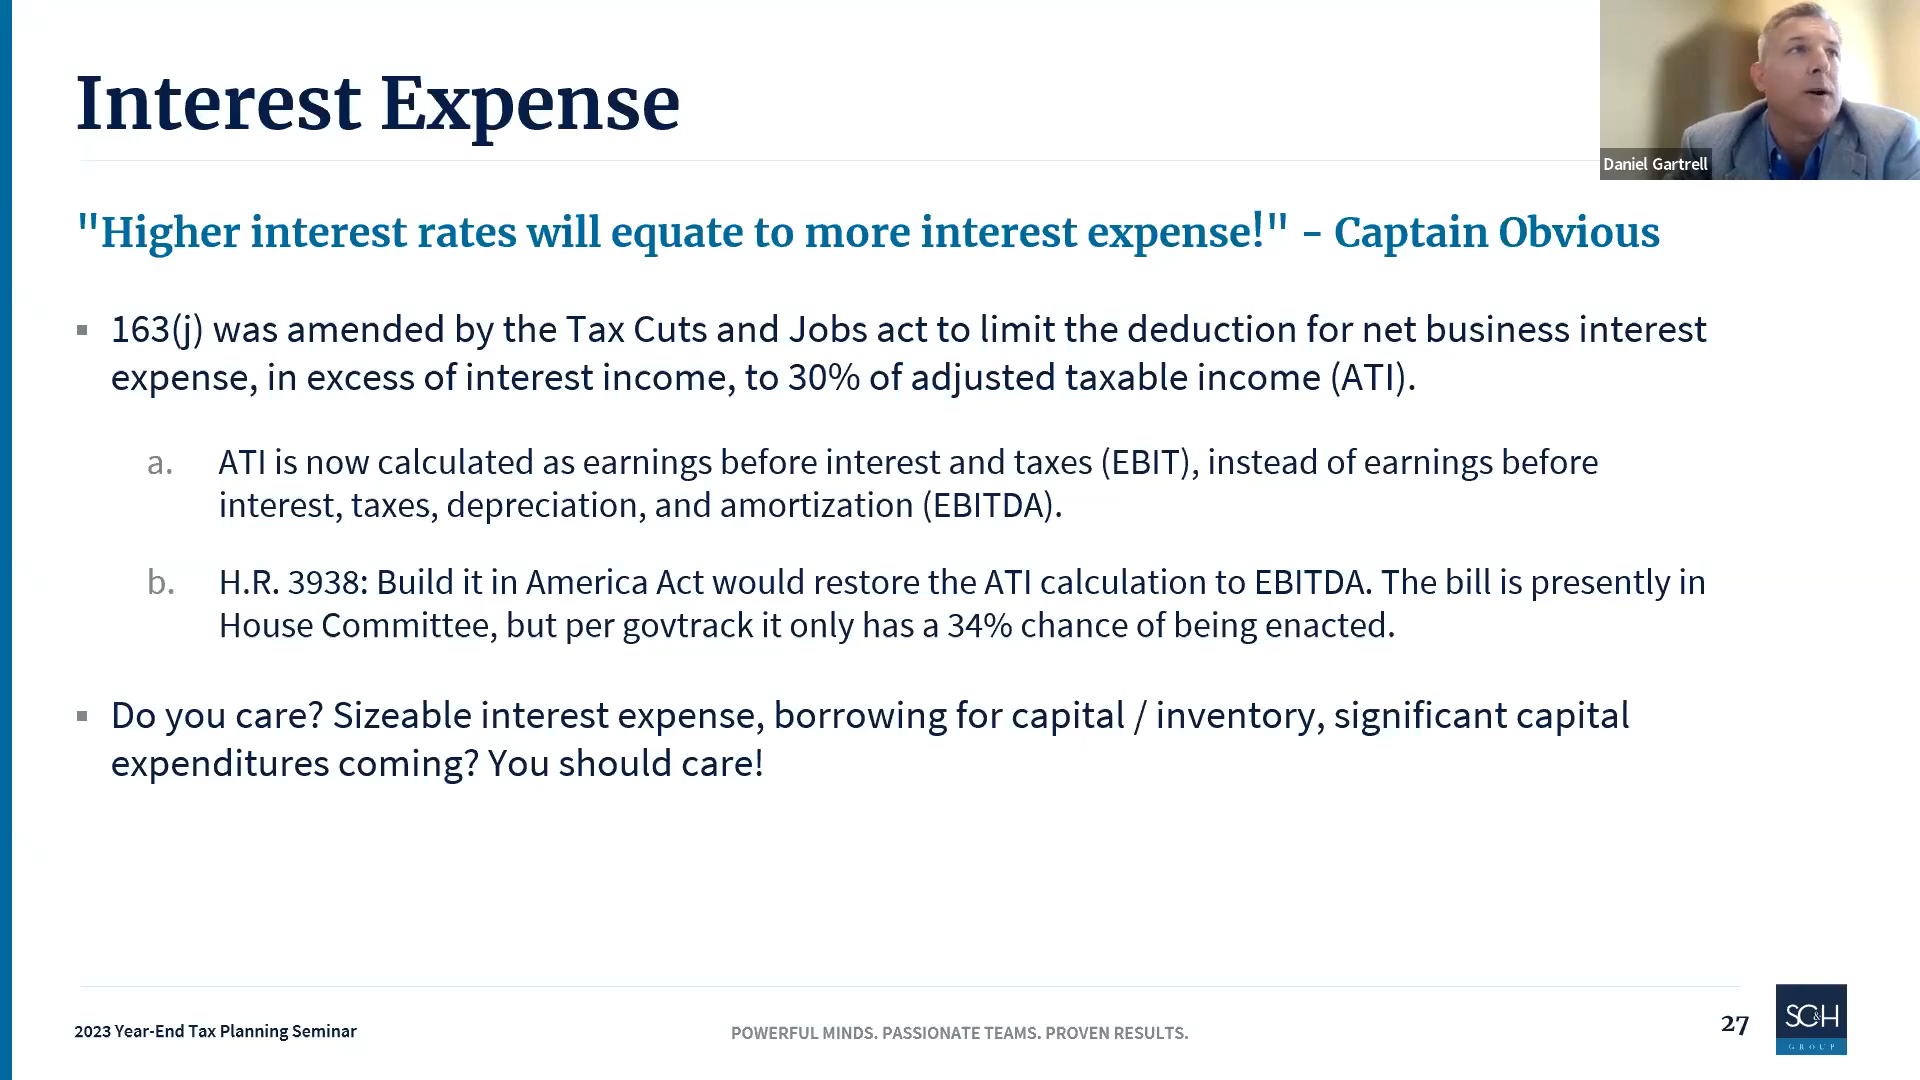 Interest Expense
Daniel Gartrell
"Higher interest rates will equate to more interest expense!" - Captain Obvious
163(j) was amended by the Tax Cuts and Jobs act to limit the deduction for net business interest
expense, in excess of interest income, to 30% of adjusted taxable income (ATI).
a. ATI is now calculated as earnings before interest and taxes (EBIT), instead of earnings before
interest, taxes, depreciation, and amortization (EBITDA).
b. H.R. 3938: Build it in America Act would restore the ATI calculation to EBITDA. The bill is presently in
House Committee, but per govtrack it only has a 34% chance of being enacted.
Do you care? Sizeable interest expense, borrowing for capital / inventory, significant capital
expenditures coming? You should care!
2023 Year-End Tax Planning Seminar
POWERFUL MINDS. PASSIONATE TEAMS. PROVEN RESULTS.
27
SC&H
GROUP